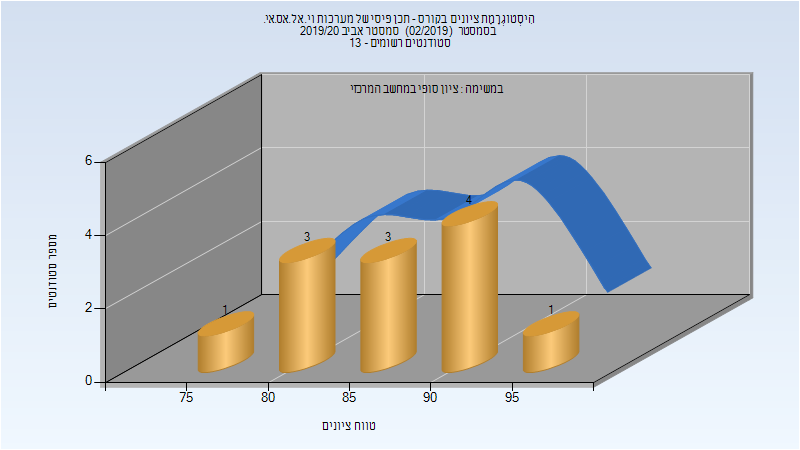 היסטוגרמת ציונים בקורס - תכן פיסי של מערכות וי.אל.אס.אי.
בסמסטר (02/2019) סמסטר אביב 2019/20
סטודנטים רשומים - 13
במשימה : ציון סופי במחשב המרכזי
6
4
2
0
מספר סטודנטים
1
3
3
4
1
75
80
85
90
95
טווח ציונים